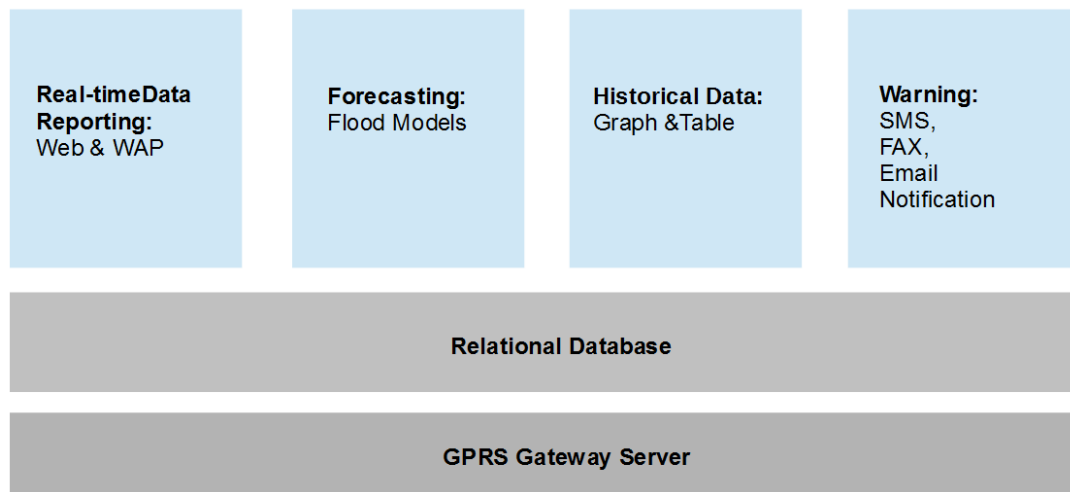 Real-timeData
Reporting:
Web & WAP
Forecasting:
Flood Models
Historical Data:
Graph &Table
Warning:
SMS,
FAX,
Email
Notification
Relational Database
GPRS Gateway Server